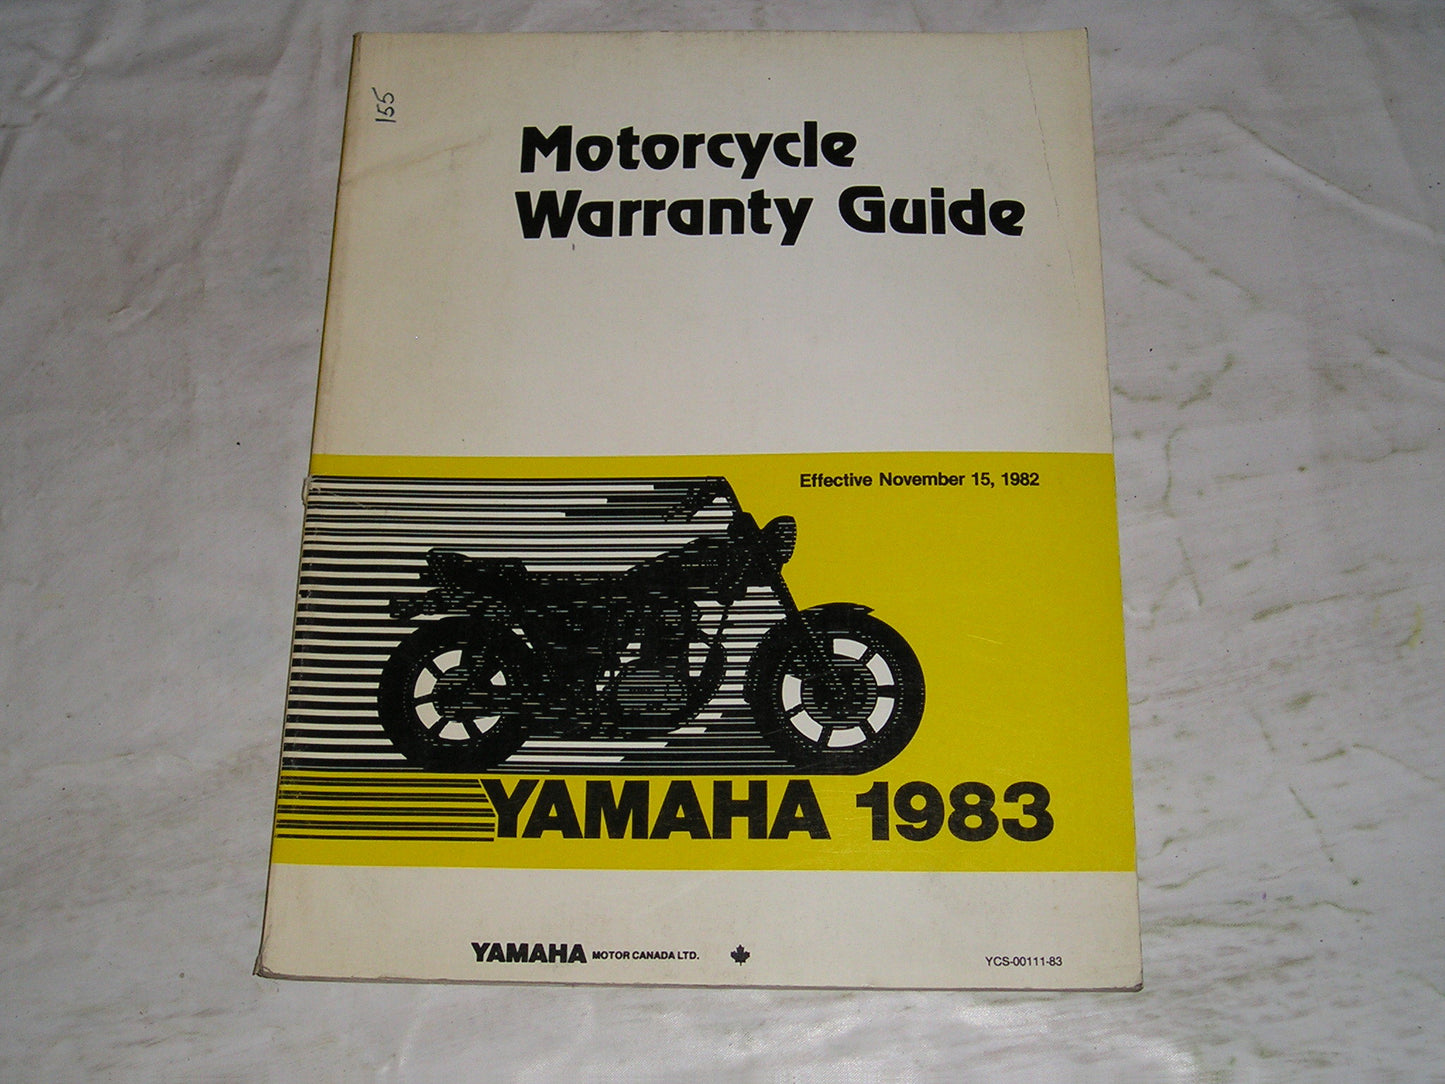 155
Motorcycle
Warranty Guide
Effective November 15, 1982
YAMAHA 1983
YAMAHA MOTOR CANADA LTD.
YCS-00111-83